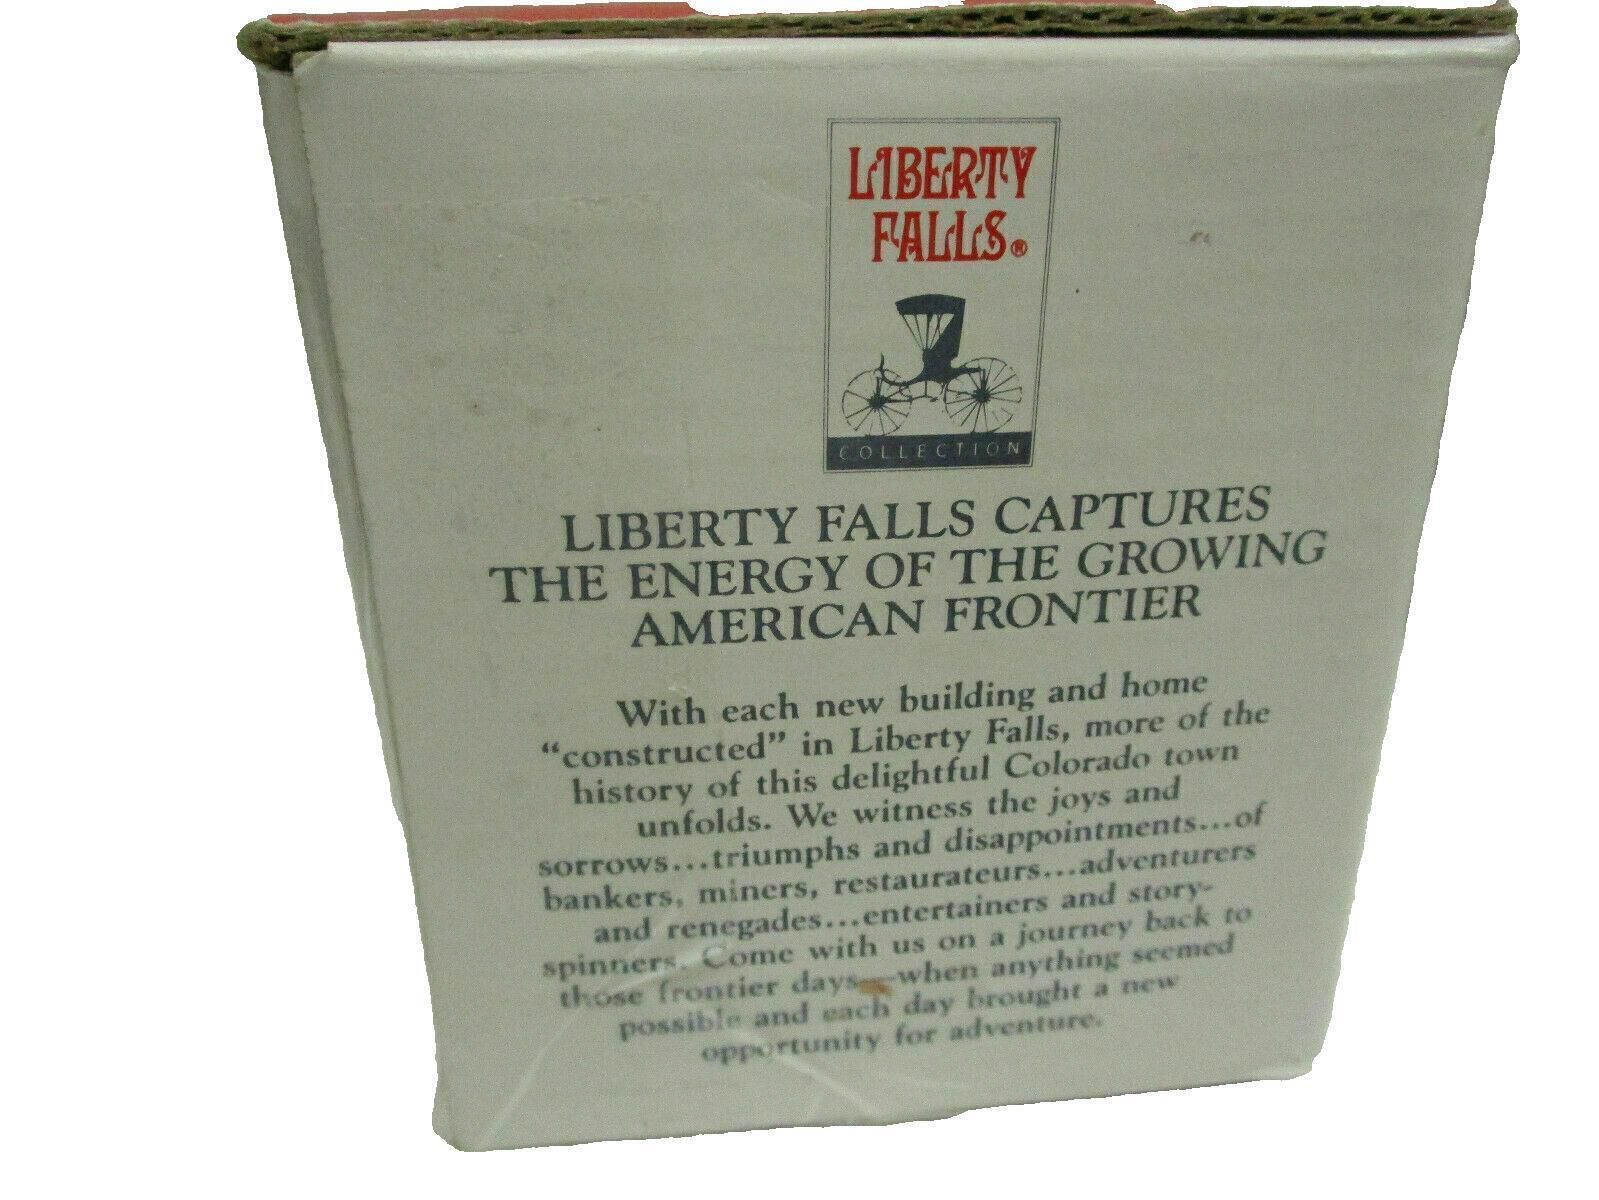 LIBERTY
FALLS®
COLLECTION
LIBERTY FALLS CAPTURES
THE ENERGY OF THE GROWING
AMERICAN FRONTIER
With each new building and home
“constructed” in Liberty Falls, more of the
history of this delightful Colorado town
unfolds. We witness the joys and
sorrows...triumphs and disappointments...of
bankers, miners, restaurateurs...adventurers
and renegades...entertainers and story-
spinners. Come with us on a journey back to
those frontier days—when anything seemed
possible and each day brought a new
opportunity for adventure.